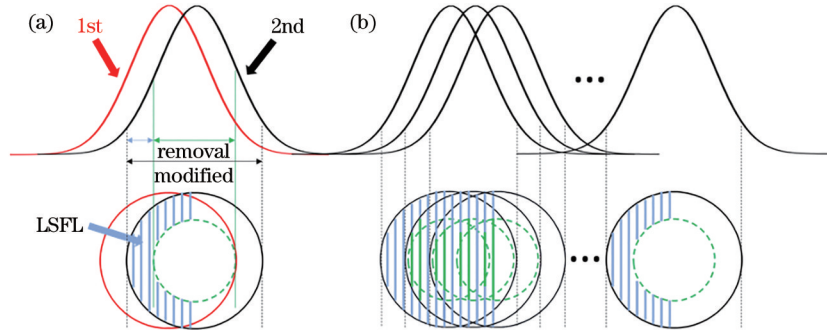 (a)
1st
2nd
(b)
removal
modified
LSFL